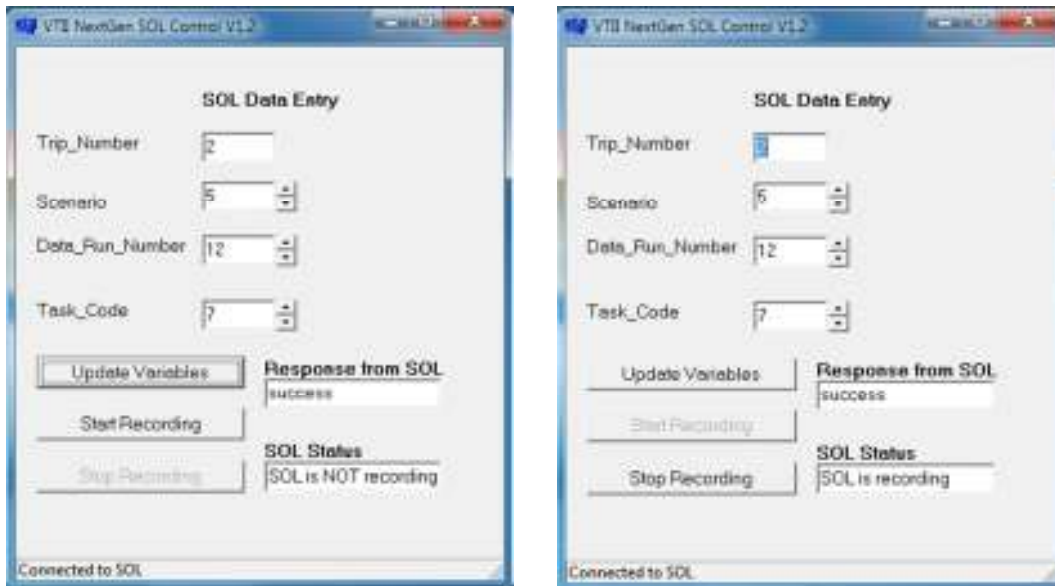 VTTI NextGen SOL Control V1.2
SOL Data Entry
Trip_Number 2
Scenario 5
Data_Run_Number 12
Task_Code 7
Update Variables
Response from SOL
success
Start Recording
SOL Status
Stop Recording
SOL is NOT recording
Connected to SOL
VTTI NextGen SOL Control V1.2
SOL Data Entry
Trip_Number
Scenario
Data_Run_Number 12
Task_Code 7
Update Variables
Response from SOL
success
Start Recording
SOL Status
Stop Recording
SOL is recording
Connected to SOL